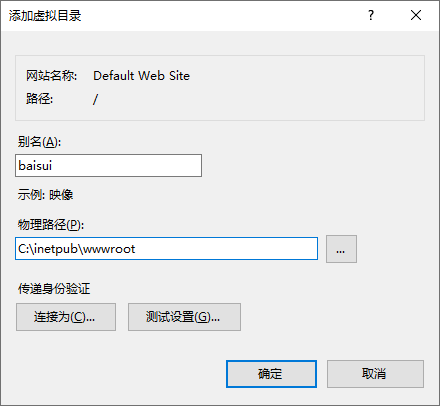 添加虚拟目录
? ×
网站名称: Default Web Site
路径: /
别名(A):
baisui
示例: 映像
物理路径(P):
C:\inetpub\wwwroot
...
传递身份验证
连接为(C)... 测试设置(G)...
确定 取消